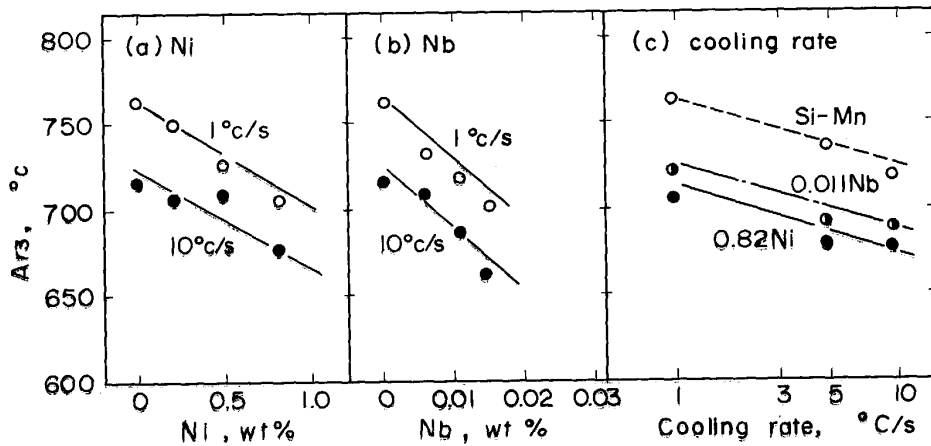 (a) Ni
(b) Nb
(c) cooling rate
800
750
700
650
600
Ar3, °C
1°c/s
10°c/s
1°c/s
10°c/s
Si-Mn
0.011Nb
0.82Ni
0 0.5 1.0
0 0.01 0.02 0.03
1 3 5 10
Ni, wt%
Nb, wt %
Cooling rate, °C/s